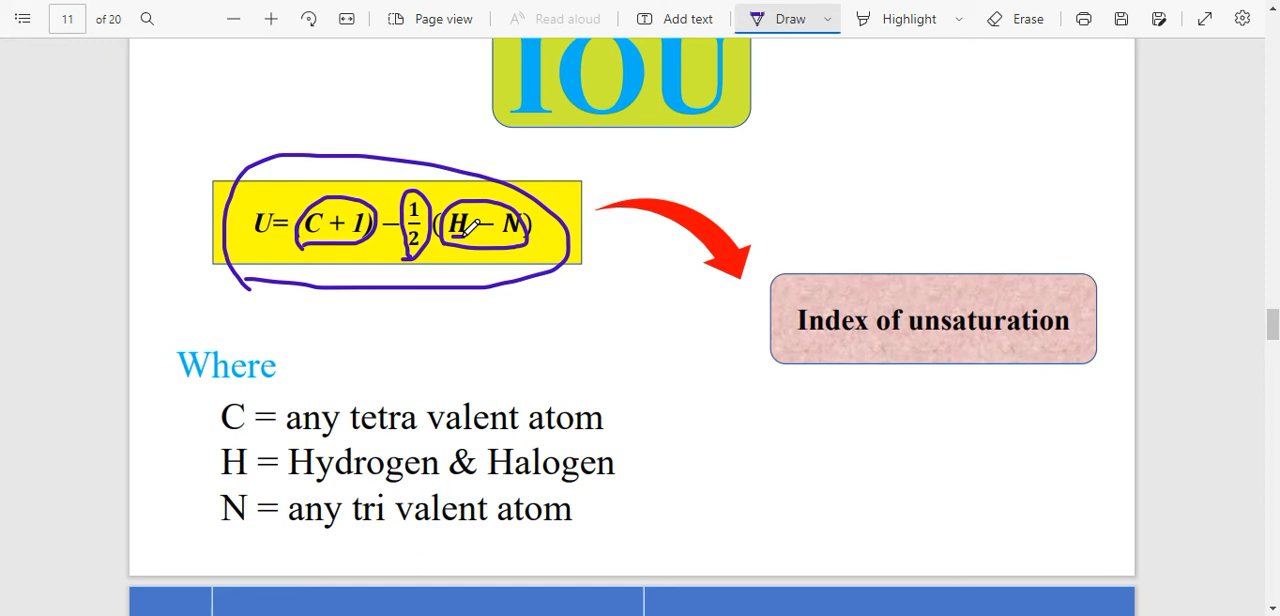 11 of 20 Page view Read aloud Add text Draw Highlight Erase
IOU
U= (C + 1) − 1/2 (H − N)
Index of unsaturation
Where
C = any tetra valent atom
H = Hydrogen & Halogen
N = any tri valent atom